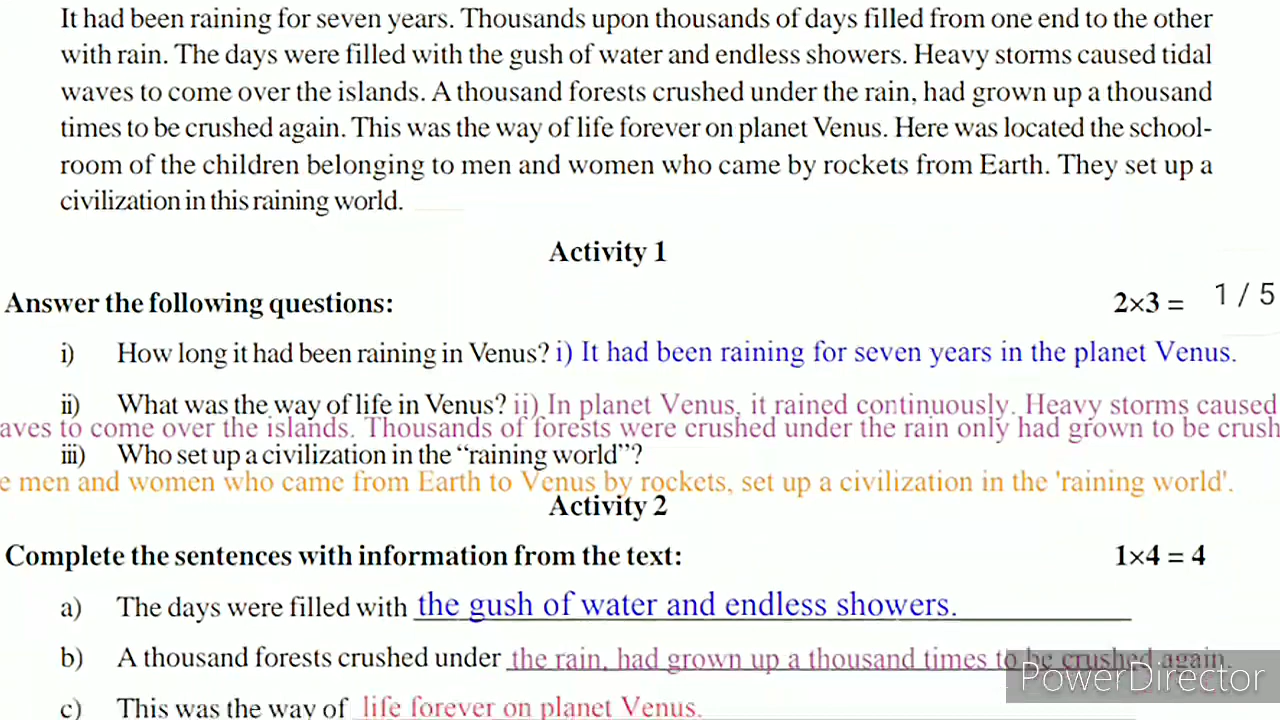 It had been raining for seven years. Thousands upon thousands of days filled from one end to the other
with rain. The days were filled with the gush of water and endless showers. Heavy storms caused tidal
waves to come over the islands. A thousand forests crushed under the rain, had grown up a thousand
times to be crushed again. This was the way of life forever on planet Venus. Here was located the school-
room of the children belonging to men and women who came by rockets from Earth. They set up a
civilization in this raining world.
Activity 1
Answer the following questions: 2×3 = 1 / 5
i) How long it had been raining in Venus? i) It had been raining for seven years in the planet Venus.
ii) What was the way of life in Venus? ii) In planet Venus, it rained continuously. Heavy storms caused
aves to come over the islands. Thousands of forests were crushed under the rain only had grown to be crush
iii) Who set up a civilization in the “raining world”?
e men and women who came from Earth to Venus by rockets, set up a civilization in the 'raining world'.
Activity 2
Complete the sentences with information from the text: 1×4 = 4
a) The days were filled with the gush of water and endless showers.
b) A thousand forests crushed under the rain, had grown up a thousand times to be crushed again.
PowerDirector
c) This was the way of life forever on planet Venus.